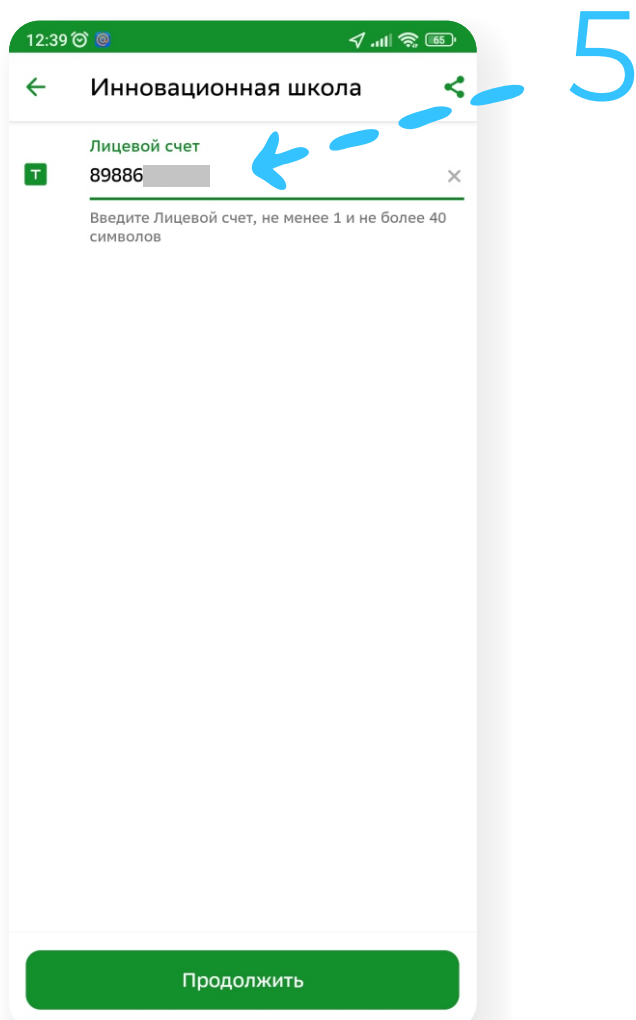 12:39
65
5
Инновационная школа
Лицевой счет
Т
89886
Введите Лицевой счет, не менее 1 и не более 40
символов
Продолжить